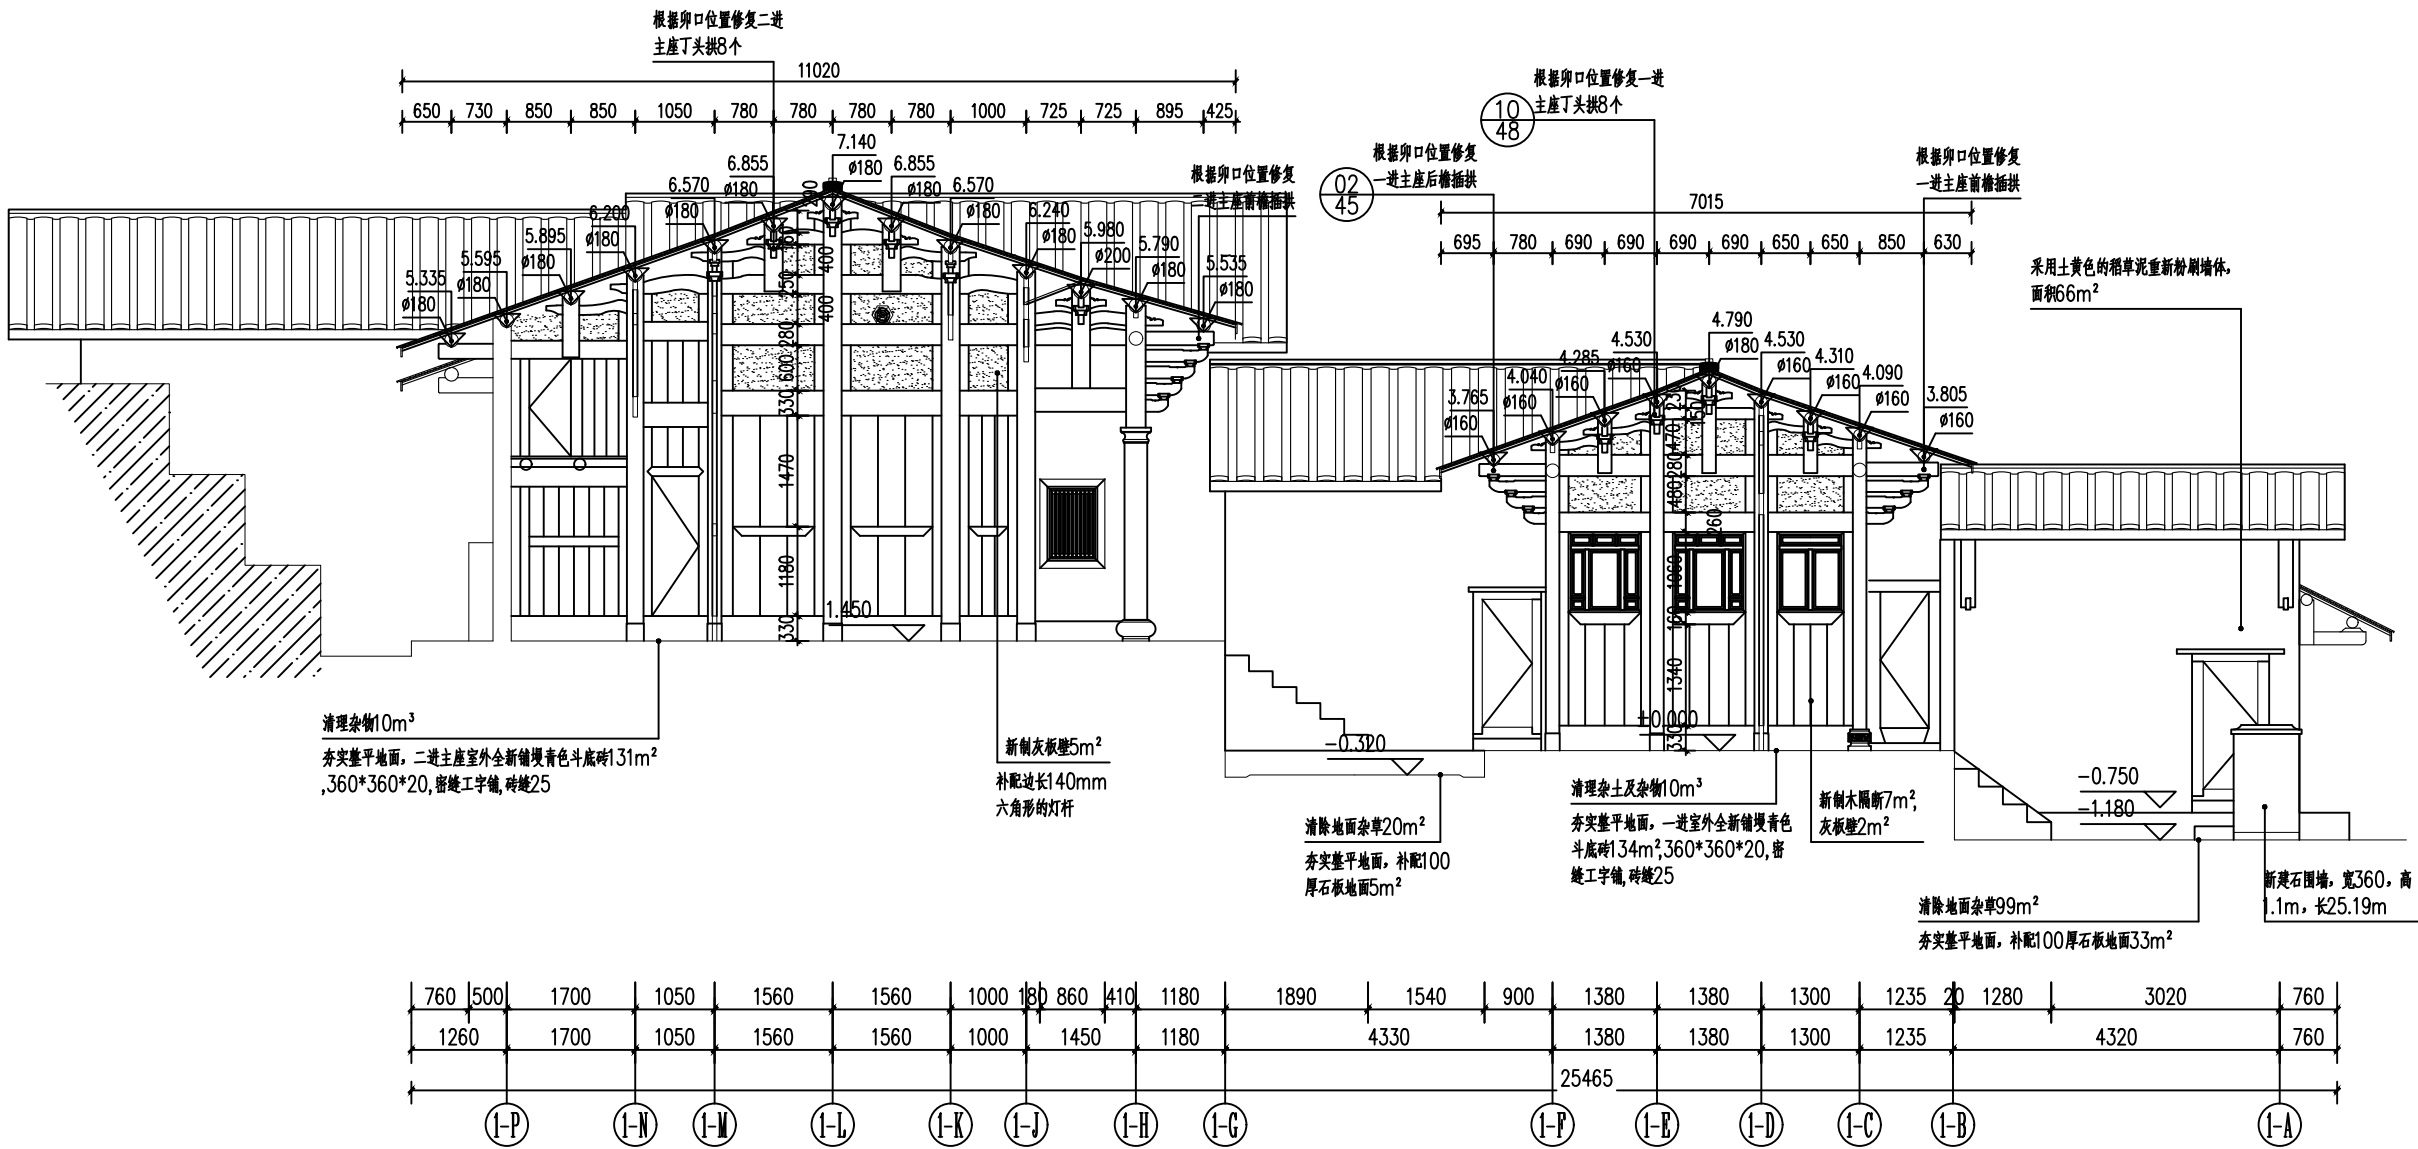 根据卯口位置修复二进
主座丁头拱8个
11020
650 730 850 850 1050 780 780 780 780 1000 725 725 895 425
7.140
ø180
6.855
ø180
6.855
ø180
6.570
ø180
6.570
ø180
6.200
ø180
6.240
ø180
5.895
ø180
5.980
ø200
5.595
ø180
5.790
ø180
5.335
ø180
5.535
ø180
根据卯口位置修复
二进主座前檐插拱
400
250
400
280
600
330
1470
1180
330
1.450
10
48
根据卯口位置修复一进
主座丁头拱8个
02
45
根据卯口位置修复
一进主座后檐插拱
根据卯口位置修复
一进主座前檐插拱
7015
695 780 690 690 690 690 650 650 850 630
4.790
ø180
4.530
4.530
ø160
4.285
ø160
4.310
ø160
4.040
ø160
4.090
ø160
3.765
ø160
3.805
ø160
150
470
280
480
260
1060
160
1340
330
±0.000
采用土黄色的稻草泥重新粉刷墙体，
面积66m²
-0.320
-0.750
-1.180
清理杂物10m³
夯实整平地面，二进主座室外全新铺墁青色斗底砖131m²
,360*360*20,密缝工字铺,砖缝25
新制灰板壁5m²
补配边长140mm
六角形的灯杆
清除地面杂草20m²
夯实整平地面，补配100
厚石板地面5m²
清理杂土及杂物10m³
夯实整平地面，一进室外全新铺墁青色
斗底砖134m²,360*360*20,密
缝工字铺,砖缝25
新制木隔断7m²,
灰板壁2m²
清除地面杂草99m²
夯实整平地面，补配100厚石板地面33m²
新建石围墙，宽360，高
1.1m，长25.19m
760 500 1700 1050 1560 1560 1000 180 860 410 1180 1890 1540 900 1380 1380 1300 1235 20 1280 3020 760
1260 1700 1050 1560 1560 1000 1450 1180 4330 1380 1380 1300 1235 4320 760
25465
1-P 1-N 1-M 1-L 1-K 1-J 1-H 1-G 1-F 1-E 1-D 1-C 1-B 1-A